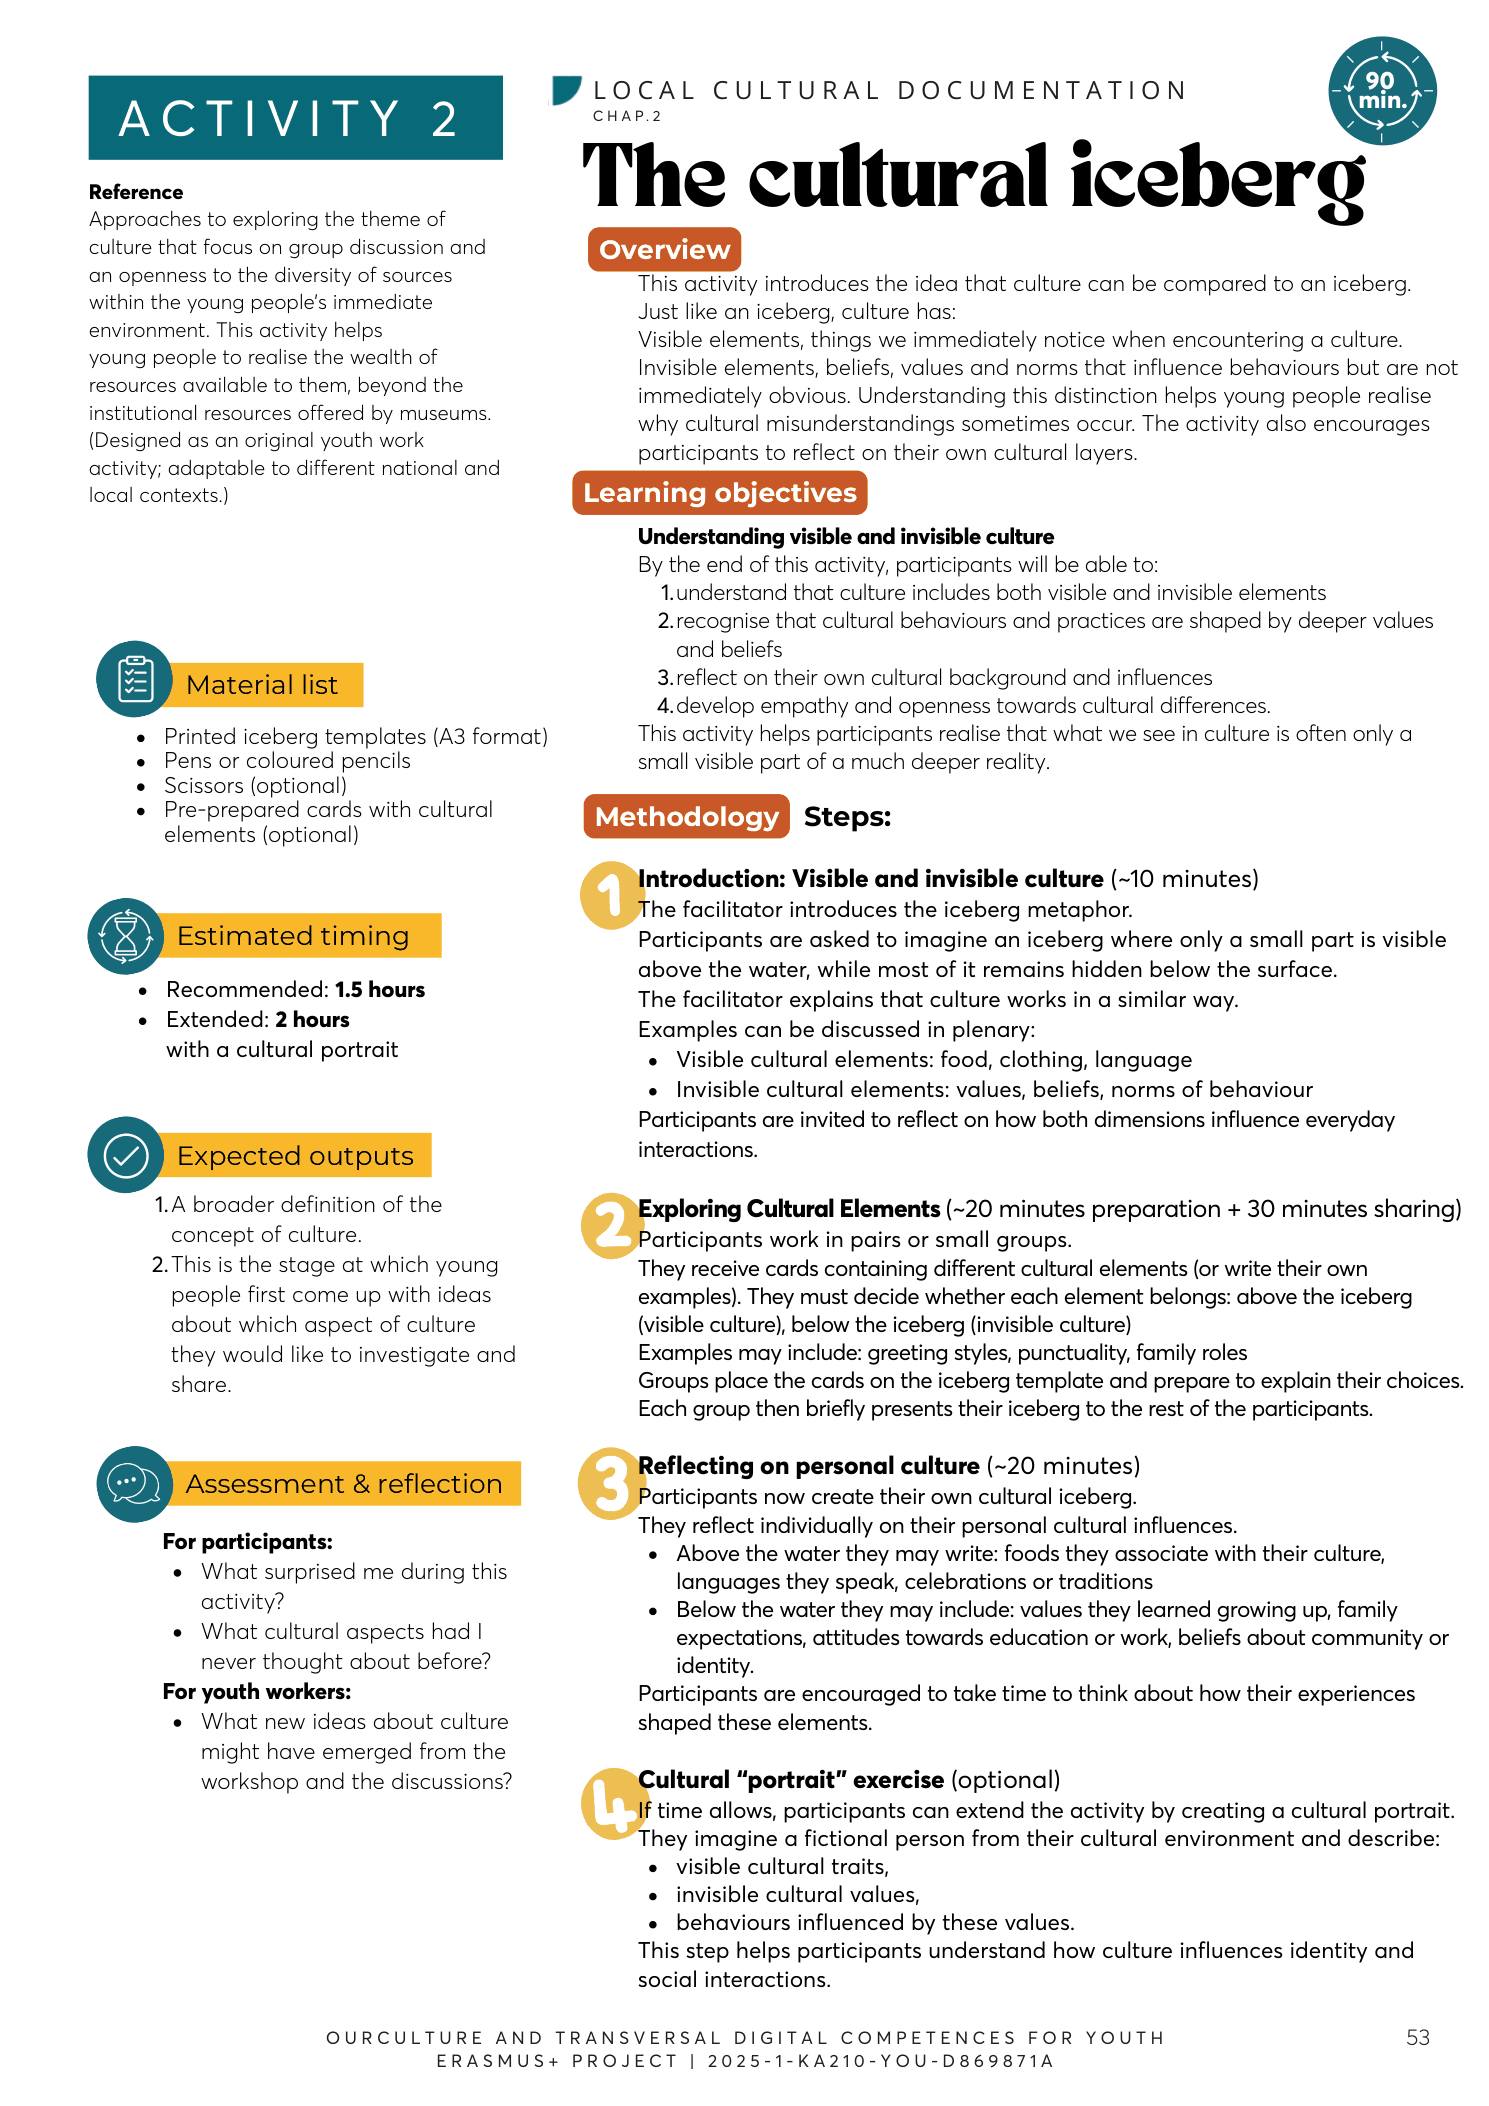 ACTIVITY 2
Reference
Approaches to exploring the theme of
culture that focus on group discussion and
an openness to the diversity of sources
within the young people's immediate
environment. This activity helps
young people to realise the wealth of
resources available to them, beyond the
institutional resources offered by museums.
(Designed as an original youth work
activity; adaptable to different national and
local contexts.)
Material list
• Printed iceberg templates (A3 format)
• Pens or coloured pencils
• Scissors (optional)
• Pre-prepared cards with cultural
elements (optional)
Estimated timing
• Recommended: 1.5 hours
• Extended: 2 hours
with a cultural portrait
Expected outputs
1. A broader definition of the
concept of culture.
2. This is the stage at which young
people first come up with ideas
about which aspect of culture
they would like to investigate and
share.
Assessment & reflection
For participants:
• What surprised me during this
activity?
• What cultural aspects had I
never thought about before?
For youth workers:
• What new ideas about culture
might have emerged from the
workshop and the discussions?
LOCAL CULTURAL DOCUMENTATION
CHAP.2
90
min.
The cultural iceberg
Overview
This activity introduces the idea that culture can be compared to an iceberg.
Just like an iceberg, culture has:
Visible elements, things we immediately notice when encountering a culture.
Invisible elements, beliefs, values and norms that influence behaviours but are not
immediately obvious. Understanding this distinction helps young people realise
why cultural misunderstandings sometimes occur. The activity also encourages
participants to reflect on their own cultural layers.
Learning objectives
Understanding visible and invisible culture
By the end of this activity, participants will be able to:
1. understand that culture includes both visible and invisible elements
2. recognise that cultural behaviours and practices are shaped by deeper values
and beliefs
3. reflect on their own cultural background and influences
4. develop empathy and openness towards cultural differences.
This activity helps participants realise that what we see in culture is often only a
small visible part of a much deeper reality.
Methodology Steps:
1 Introduction: Visible and invisible culture (~10 minutes)
The facilitator introduces the iceberg metaphor.
Participants are asked to imagine an iceberg where only a small part is visible
above the water, while most of it remains hidden below the surface.
The facilitator explains that culture works in a similar way.
Examples can be discussed in plenary:
• Visible cultural elements: food, clothing, language
• Invisible cultural elements: values, beliefs, norms of behaviour
Participants are invited to reflect on how both dimensions influence everyday
interactions.
2 Exploring Cultural Elements (~20 minutes preparation + 30 minutes sharing)
Participants work in pairs or small groups.
They receive cards containing different cultural elements (or write their own
examples). They must decide whether each element belongs: above the iceberg
(visible culture), below the iceberg (invisible culture)
Examples may include: greeting styles, punctuality, family roles
Groups place the cards on the iceberg template and prepare to explain their choices.
Each group then briefly presents their iceberg to the rest of the participants.
3 Reflecting on personal culture (~20 minutes)
Participants now create their own cultural iceberg.
They reflect individually on their personal cultural influences.
• Above the water they may write: foods they associate with their culture,
languages they speak, celebrations or traditions
• Below the water they may include: values they learned growing up, family
expectations, attitudes towards education or work, beliefs about community or
identity.
Participants are encouraged to take time to think about how their experiences
shaped these elements.
4 Cultural “portrait” exercise (optional)
If time allows, participants can extend the activity by creating a cultural portrait.
They imagine a fictional person from their cultural environment and describe:
• visible cultural traits,
• invisible cultural values,
• behaviours influenced by these values.
This step helps participants understand how culture influences identity and
social interactions.
OURCULTURE AND TRANSVERSAL DIGITAL COMPETENCES FOR YOUTH
ERASMUS+ PROJECT | 2025-1-KA210-YOU-D869871A
53